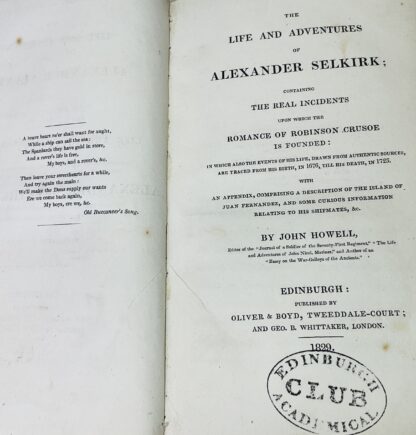 A rover heart ne'er shall want for ought,
While a ship can sail the sea:
The Spaniards they have gold in store,
And a rover's life is free,
My boys, and a rover's, &c.
Then leave your sweethearts for a while,
And try again the main:
We'll make the Dons supply our wants
Ere we come back again,
My boys, ere we, &c.
Old Buccaneer's Song.
THE
LIFE AND ADVENTURES
OF
ALEXANDER SELKIRK;
CONTAINING
THE REAL INCIDENTS
UPON WHICH THE
ROMANCE OF ROBINSON CRUSOE
IS FOUNDED:
IN WHICH ALSO THE EVENTS OF HIS LIFE, DRAWN FROM AUTHENTIC SOURCES,
ARE TRACED FROM HIS BIRTH, IN 1676, TILL HIS DEATH, IN 1723.
WITH
AN APPENDIX, COMPRISING A DESCRIPTION OF THE ISLAND OF
JUAN FERNANDEZ, AND SOME CURIOUS INFORMATION
RELATING TO HIS SHIPMATES, &c.
BY JOHN HOWELL,
Editor of the "Journal of a Soldier of the Seventy-First Regiment," "The Life
and Adventures of John Nicol, Mariner," and Author of an
"Essay on the War-Galleys of the Ancients."
EDINBURGH:
PUBLISHED BY
OLIVER & BOYD, TWEEDDALE-COURT;
AND GEO. B. WHITTAKER, LONDON.
1829.
EDINBURGH
CLUB
ACADEMICAL